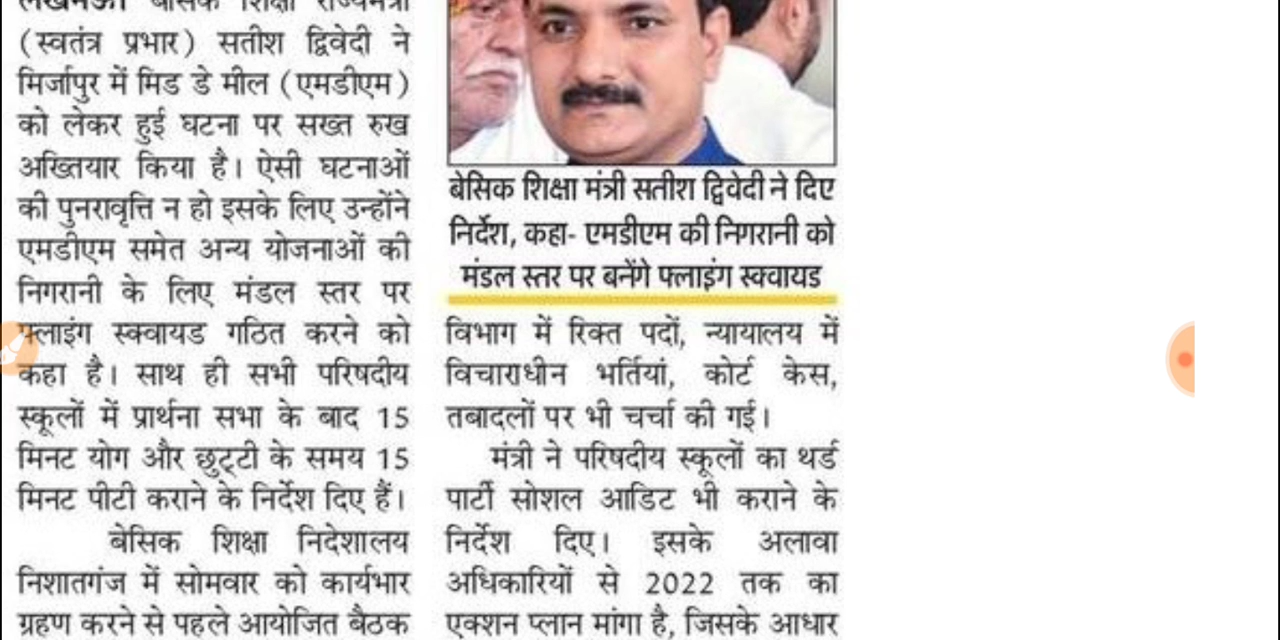 लखनऊ। बेसिक शिक्षा राज्यमंत्री
(स्वतंत्र प्रभार) सतीश द्विवेदी ने
मिर्जापुर में मिड डे मील (एमडीएम)
को लेकर हुई घटना पर सख्त रुख
अख्तियार किया है। ऐसी घटनाओं
की पुनरावृत्ति न हो इसके लिए उन्होंने
एमडीएम समेत अन्य योजनाओं की
निगरानी के लिए मंडल स्तर पर
फ्लाइंग स्क्वायड गठित करने को
कहा है। साथ ही सभी परिषदीय
स्कूलों में प्रार्थना सभा के बाद 15
मिनट योग और छुट्टी के समय 15
मिनट पीटी कराने के निर्देश दिए हैं।
बेसिक शिक्षा निदेशालय
निशातगंज में सोमवार को कार्यभार
ग्रहण करने से पहले आयोजित बैठक
बेसिक शिक्षा मंत्री सतीश द्विवेदी ने दिए
निर्देश, कहा- एमडीएम की निगरानी को
मंडल स्तर पर बनेंगे फ्लाइंग स्क्वायड
विभाग में रिक्त पदों, न्यायालय में
विचाराधीन भर्तियां, कोर्ट केस,
तबादलों पर भी चर्चा की गई।
मंत्री ने परिषदीय स्कूलों का थर्ड
पार्टी सोशल आडिट भी कराने के
निर्देश दिए। इसके अलावा
अधिकारियों से 2022 तक का
एक्शन प्लान मांगा है, जिसके आधार